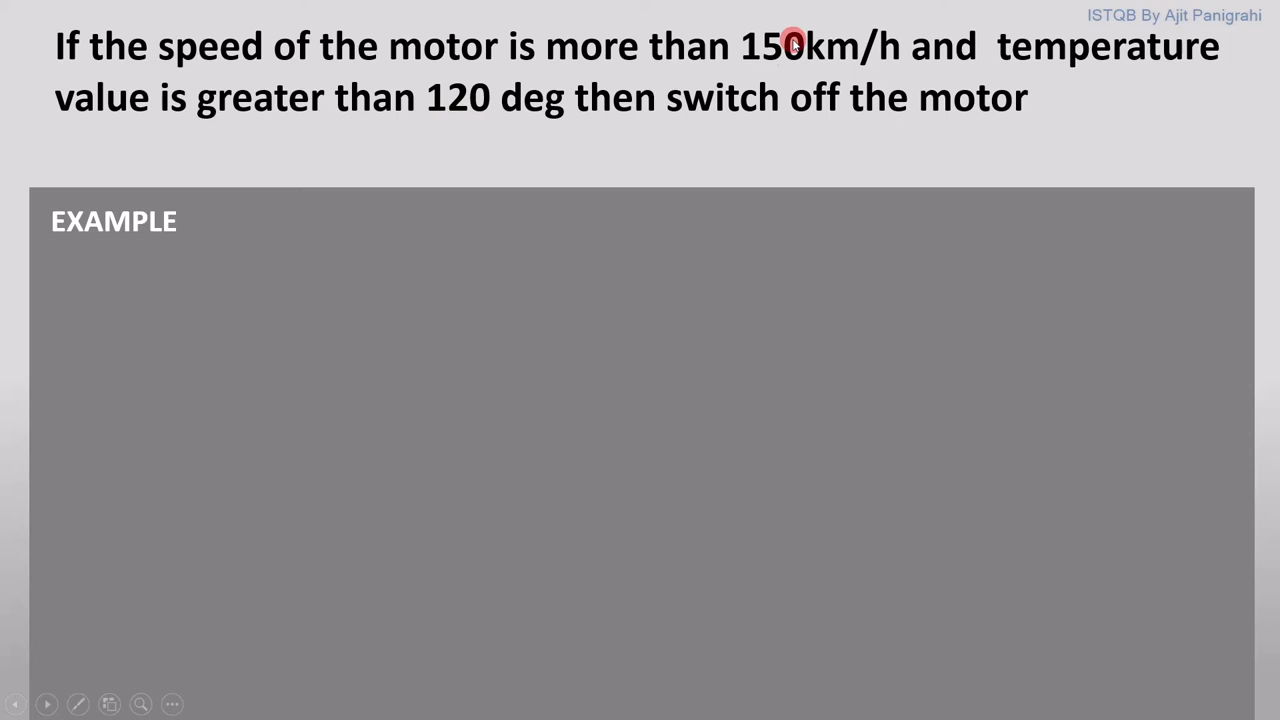 ISTQB By Ajit Panigrahi
If the speed of the motor is more than 150km/h and  temperature
value is greater than 120 deg then switch off the motor
EXAMPLE